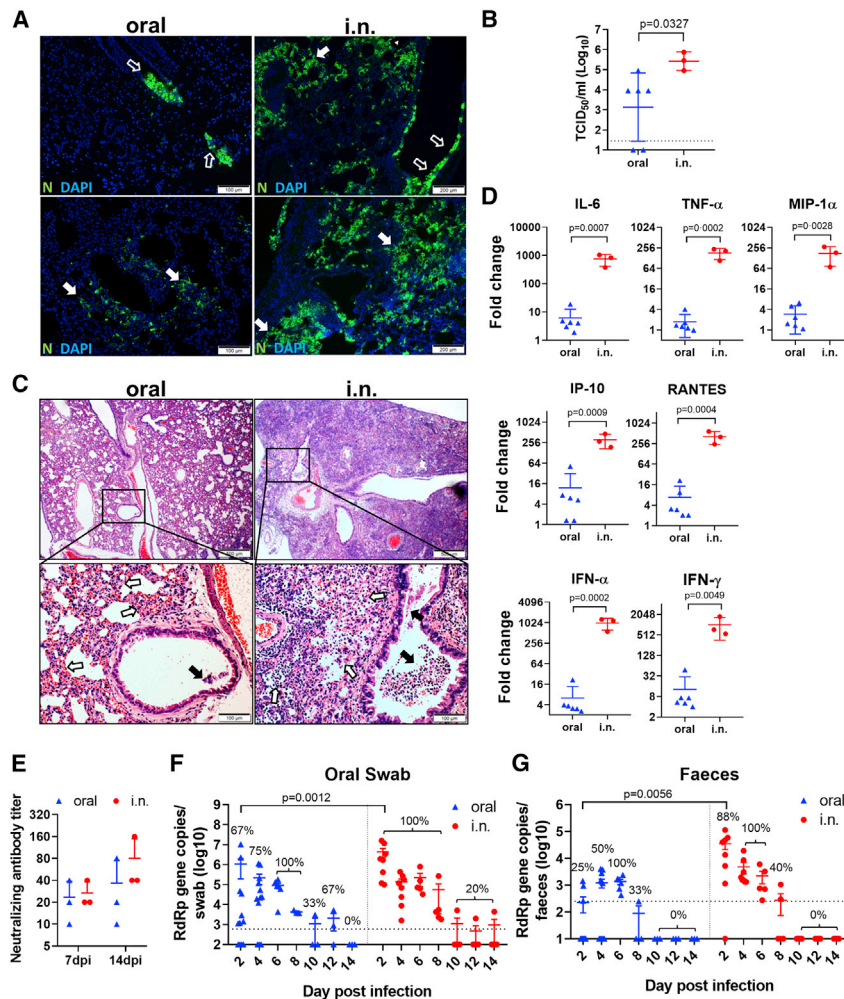 A
oral
i.n.
N DAPI
100 µm
N DAPI
200 µm
N DAPI
100 µm
N DAPI
200 µm
B
p=0.0327
TCID50/ml (Log10)
7
6
5
4
3
2
1
oral
i.n.
C
oral
i.n.
100 µm
100 µm
D
IL-6
p=0.0007
Fold change
10000
1000
100
10
1
oral
i.n.
TNF-α
p=0·0002
1024
256
64
16
4
1
oral
i.n.
MIP-1α
p=0·0028
1024
256
64
16
4
1
oral
i.n.
IP-10
p=0.0009
Fold change
1024
256
64
16
4
1
oral
i.n.
RANTES
p=0.0004
1024
256
64
16
4
1
oral
i.n.
IFN-α
p=0.0002
Fold change
4096
1024
256
64
16
4
oral
i.n.
IFN-γ
p=0.0049
2048
512
128
32
8
2
oral
i.n.
E
oral
i.n.
Neutralizing antibody titer
320
160
80
40
20
10
5
7dpi
14dpi
F
Oral Swab
p=0.0012
oral
i.n.
RdRp gene copies/
swab (log10)
9
8
7
6
5
4
3
2
67%
75%
100%
33%
67%
0%
100%
20%
2 4 6 8 10 12 14
2 4 6 8 10 12 14
Day post infection
G
Faeces
p=0.0056
oral
i.n.
RdRp gene copies/
faeces (log10)
6
5
4
3
2
1
25%
50%
100%
33%
0%
88%
100%
40%
0%
2 4 6 8 10 12 14
2 4 6 8 10 12 14
Day post infection